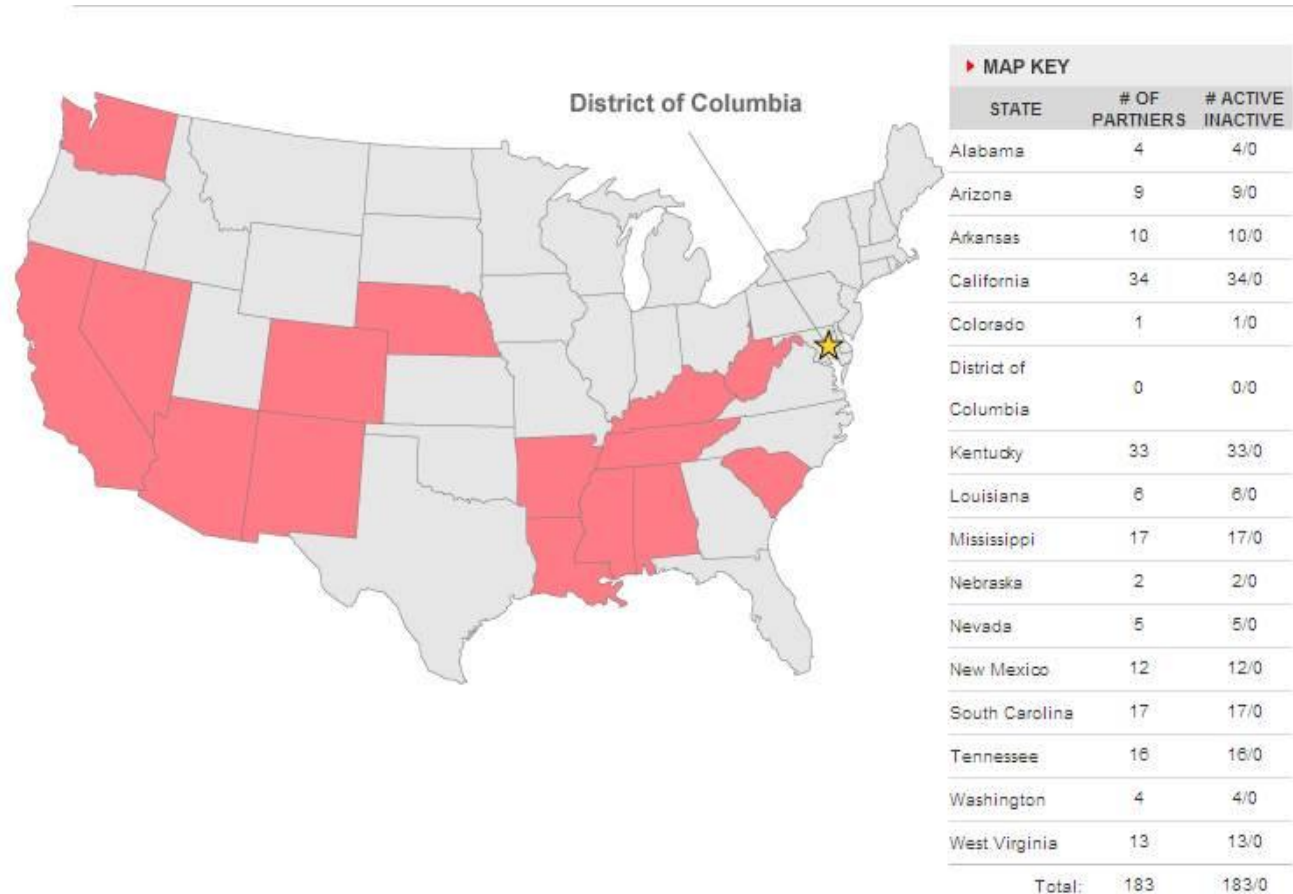 District of Columbia
MAP KEY
STATE # OF PARTNERS # ACTIVE INACTIVE
Alabama 4 4/0
Arizona 9 9/0
Arkansas 10 10/0
California 34 34/0
Colorado 1 1/0
District of Columbia 0 0/0
Kentucky 33 33/0
Louisiana 6 6/0
Mississippi 17 17/0
Nebraska 2 2/0
Nevada 5 5/0
New Mexico 12 12/0
South Carolina 17 17/0
Tennessee 16 16/0
Washington 4 4/0
West Virginia 13 13/0
Total: 183 183/0